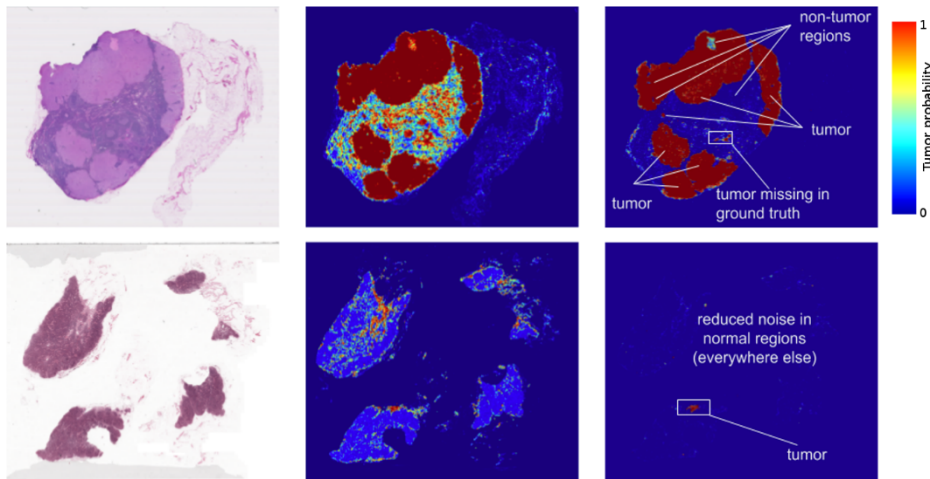 non-tumor
regions
1
Tumor probability
0
tumor
tumor
tumor missing in
ground truth
reduced noise in
normal regions
(everywhere else)
tumor